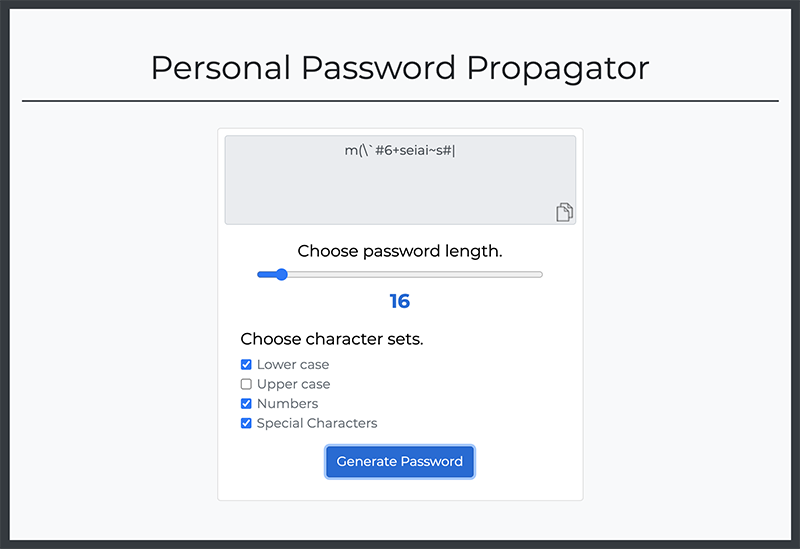 Personal Password Propagator
m(\`#6+seiai~s#|
Choose password length.
16
Choose character sets.
Lower case
Upper case
Numbers
Special Characters
Generate Password